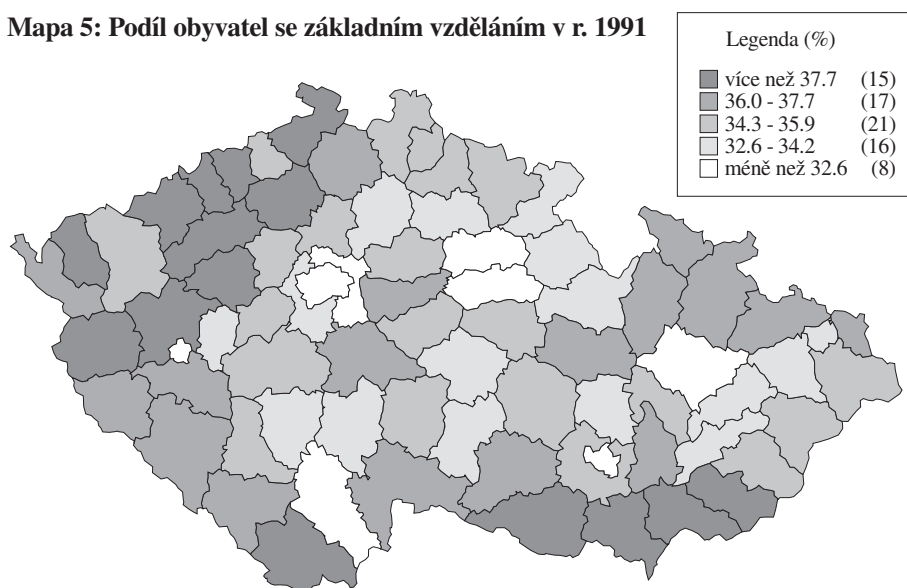 Mapa 5: Podíl obyvatel se základním vzděláním v r. 1991
Legenda (%)
více než 37.7 (15)
36.0 - 37.7 (17)
34.3 - 35.9 (21)
32.6 - 34.2 (16)
méně než 32.6 (8)